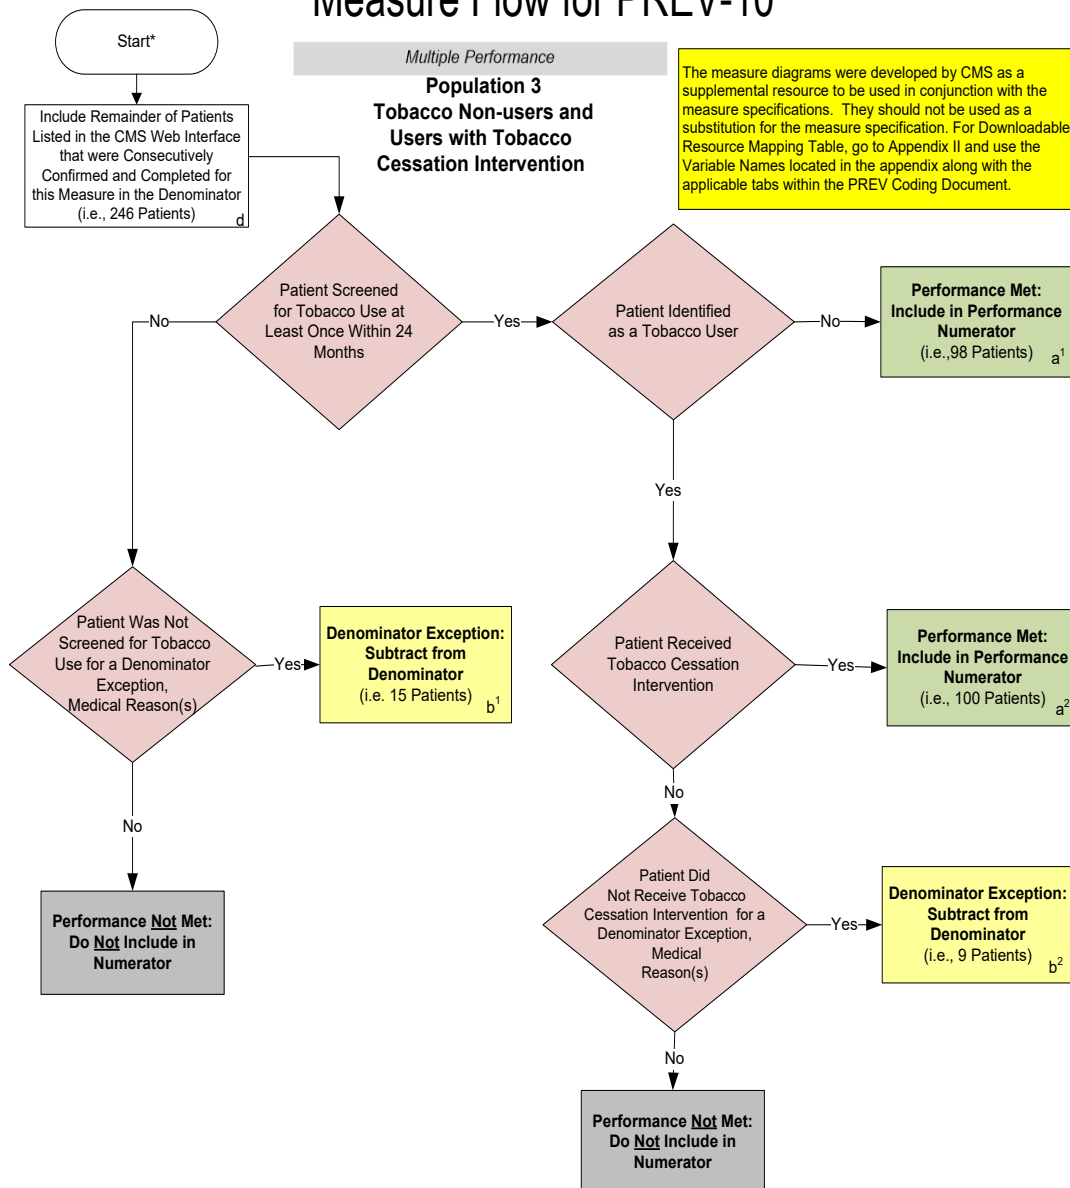 Measure Flow for PREV-10
Start*
Multiple Performance
Population 3
Tobacco Non-users and
Users with Tobacco
Cessation Intervention
The measure diagrams were developed by CMS as a
supplemental resource to be used in conjunction with the
measure specifications. They should not be used as a
substitution for the measure specification. For Downloadable
Resource Mapping Table, go to Appendix II and use the
Variable Names located in the appendix along with the
applicable tabs within the PREV Coding Document.
Include Remainder of Patients
Listed in the CMS Web Interface
that were Consecutively
Confirmed and Completed for
this Measure in the Denominator
(i.e., 246 Patients)
d
Patient Screened
for Tobacco Use at
Least Once Within 24
Months
No
Yes
Patient Identified
as a Tobacco User
No
Performance Met:
Include in Performance
Numerator
(i.e.,98 Patients)
a¹
Yes
Patient Was Not
Screened for Tobacco
Use for a Denominator
Exception,
Medical Reason(s)
Yes
Denominator Exception:
Subtract from
Denominator
(i.e. 15 Patients)
b¹
Patient Received
Tobacco Cessation
Intervention
Yes
Performance Met:
Include in Performance
Numerator
(i.e., 100 Patients)
a²
No
No
Performance Not Met:
Do Not Include in
Numerator
Patient Did
Not Receive Tobacco
Cessation Intervention for a
Denominator Exception,
Medical
Reason(s)
Yes
Denominator Exception:
Subtract from
Denominator
(i.e., 9 Patients)
b²
No
Performance Not Met:
Do Not Include in
Numerator